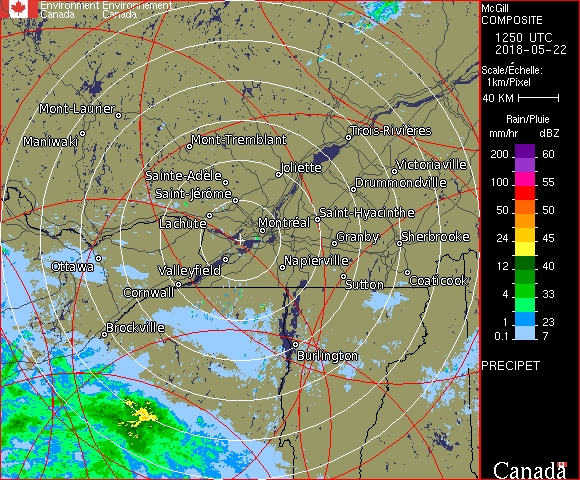 Environment Environnement
Canada Canada
McGill
COMPOSITE
1250 UTC
2018-05-22
Scale/Échelle:
1km/Pixel
40 KM
Rain/Pluie
mm/hr dBZ
200 60
100 55
50 50
24 45
12 40
4 33
1 23
0.1 7
PRECIPET
Canada
Mont-Laurier
Maniwaki
Mont-Tremblant
Trois-Rivières
Joliette
Victoriaville
Sainte-Adèle
Drummondville
Saint-Jérôme
Lachute
Saint-Hyacinthe
Montréal
Granby
Sherbrooke
Ottawa
Valleyfield
Napierville
Cornwall
Sutton
Coaticook
Brockville
Burlington